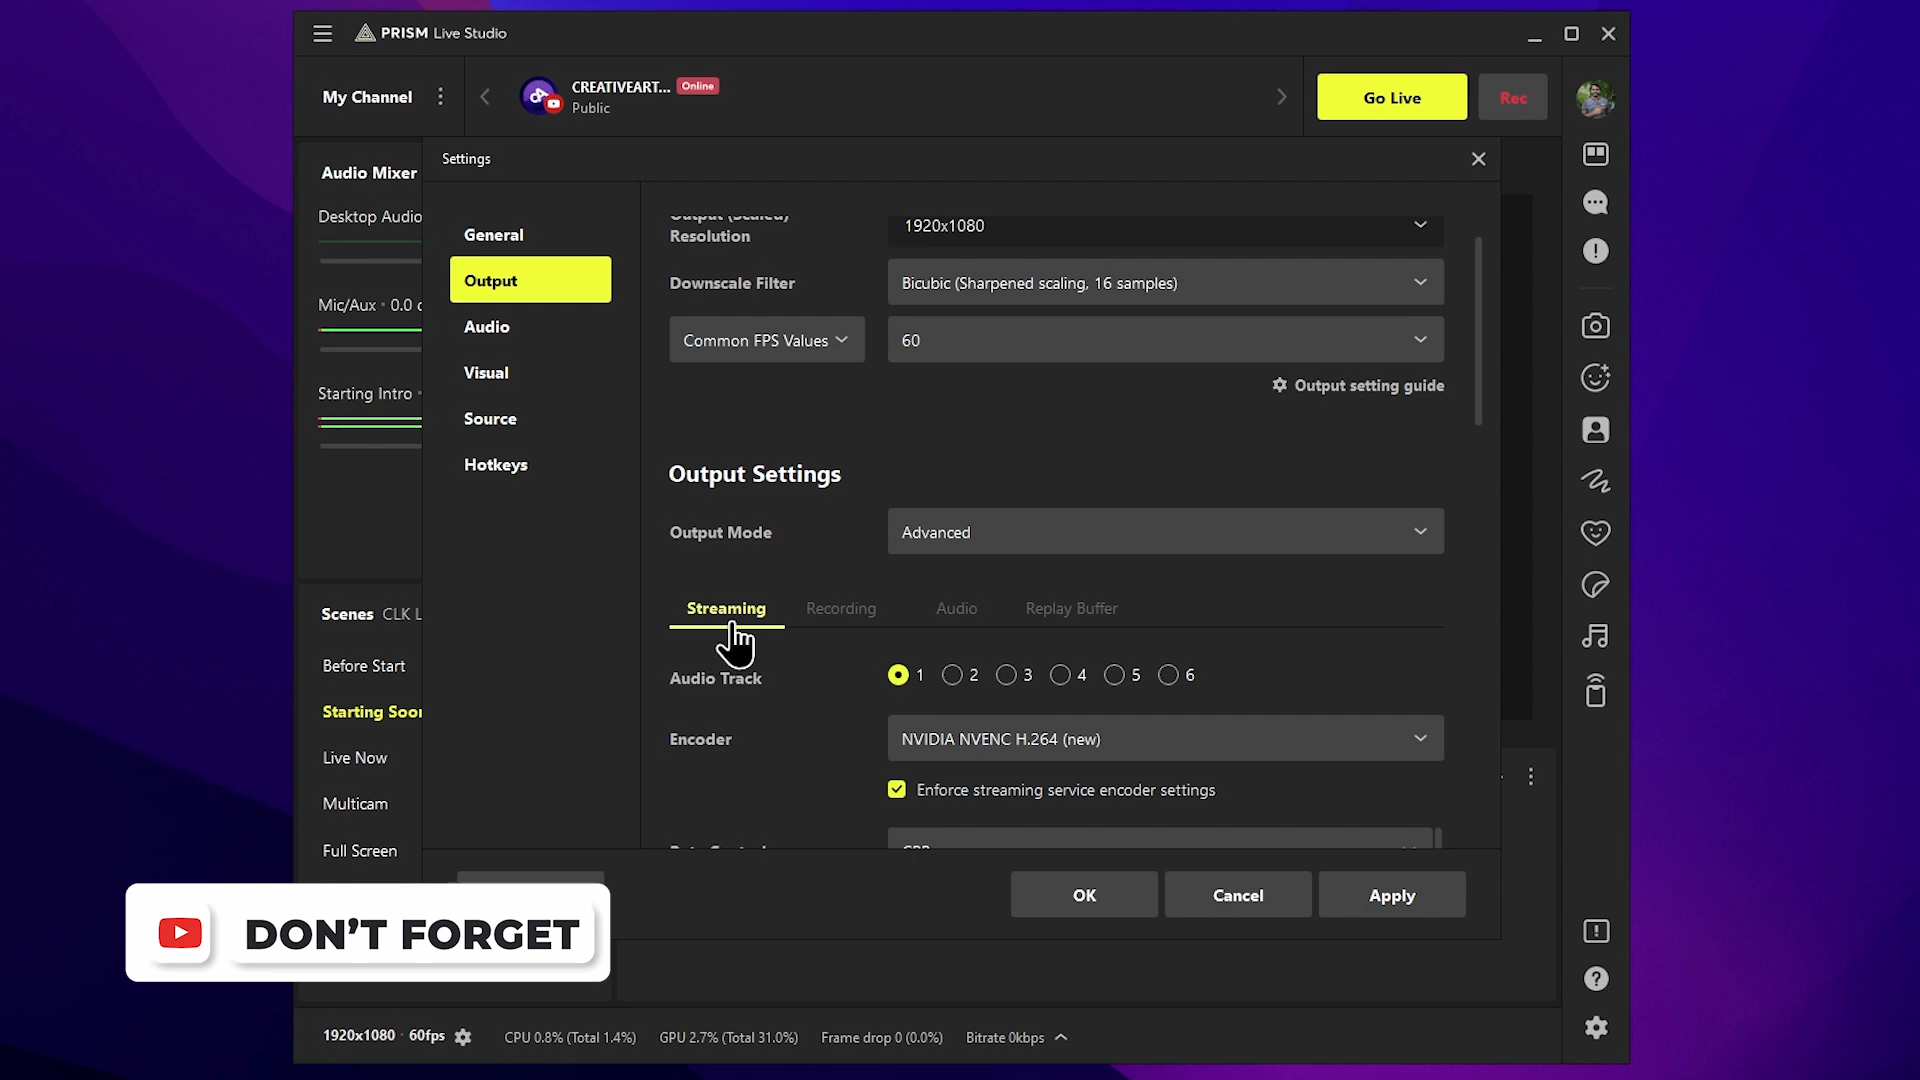 PRISM Live Studio
My Channel
CREATIVEART... Online
Public
Go Live
Rec
Settings
Audio Mixer
Desktop Audio
Mic/Aux 0.0
Starting Intro
General
Output
Audio
Visual
Source
Hotkeys
Output (Scaled)
Resolution
1920x1080
Downscale Filter
Bicubic (Sharpened scaling, 16 samples)
Common FPS Values
60
Output setting guide
Output Settings
Output Mode
Advanced
Streaming
Recording
Audio
Replay Buffer
Audio Track
1 2 3 4 5 6
Encoder
NVIDIA NVENC H.264 (new)
Enforce streaming service encoder settings
Scenes CLK L
Before Start
Starting Soon
Live Now
Multicam
Full Screen
OK
Cancel
Apply
DON'T FORGET
1920x1080 · 60fps
CPU 0.8% (Total 1.4%)
GPU 2.7% (Total 31.0%)
Frame drop 0 (0.0%)
Bitrate 0kbps